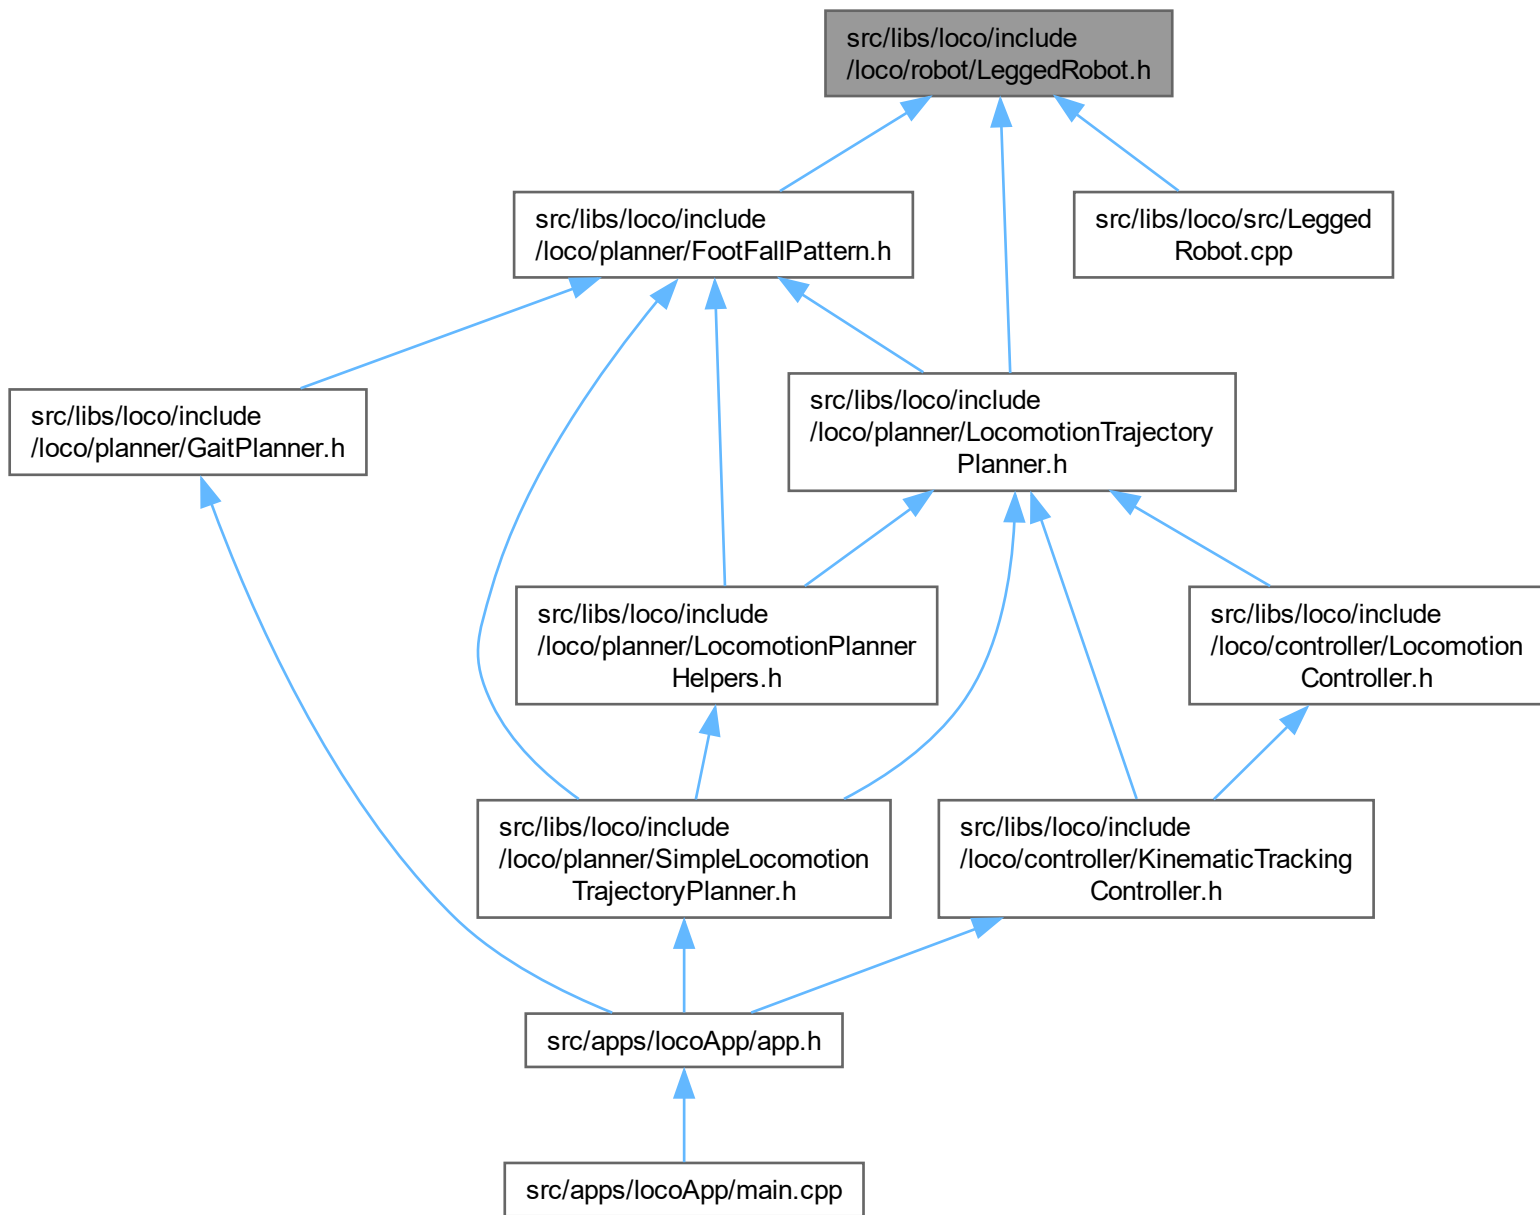 src/libs/loco/include
/loco/robot/LeggedRobot.h
src/libs/loco/include
/loco/planner/FootFallPattern.h
src/libs/loco/src/Legged
Robot.cpp
src/libs/loco/include
/loco/planner/GaitPlanner.h
src/libs/loco/include
/loco/planner/LocomotionTrajectory
Planner.h
src/libs/loco/include
/loco/planner/LocomotionPlanner
Helpers.h
src/libs/loco/include
/loco/controller/Locomotion
Controller.h
src/libs/loco/include
/loco/planner/SimpleLocomotion
TrajectoryPlanner.h
src/libs/loco/include
/loco/controller/KinematicTracking
Controller.h
src/apps/locoApp/app.h
src/apps/locoApp/main.cpp